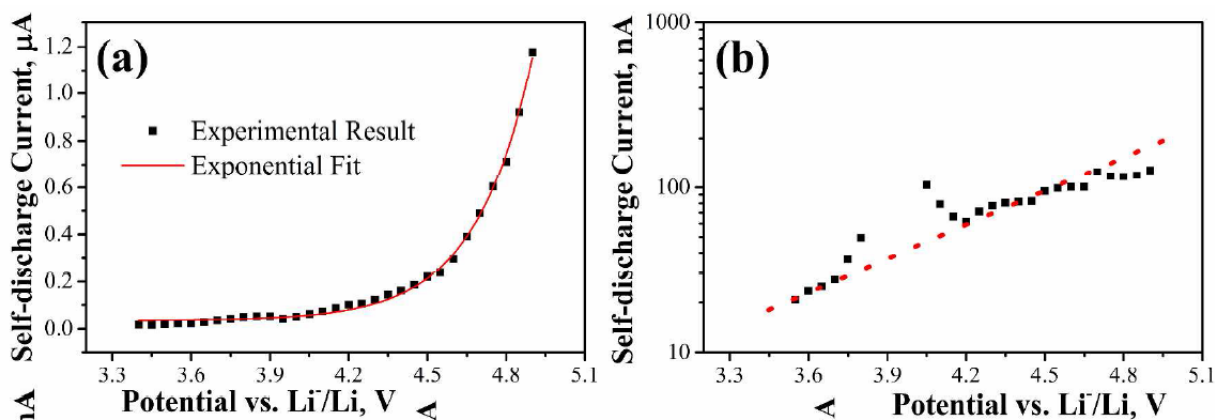 (a)
Self-discharge Current, μA
1.2
1.0
0.8
0.6
0.4
0.2
0.0
Experimental Result
Exponential Fit
3.3 3.6 3.9 4.2 4.5 4.8 5.1
Potential vs. Li⁻/Li, V
A
nA
A
(b)
Self-discharge Current, nA
1000
100
10
3.3 3.6 3.9 4.2 4.5 4.8 5.1
Potential vs. Li⁻/Li, V
A
A